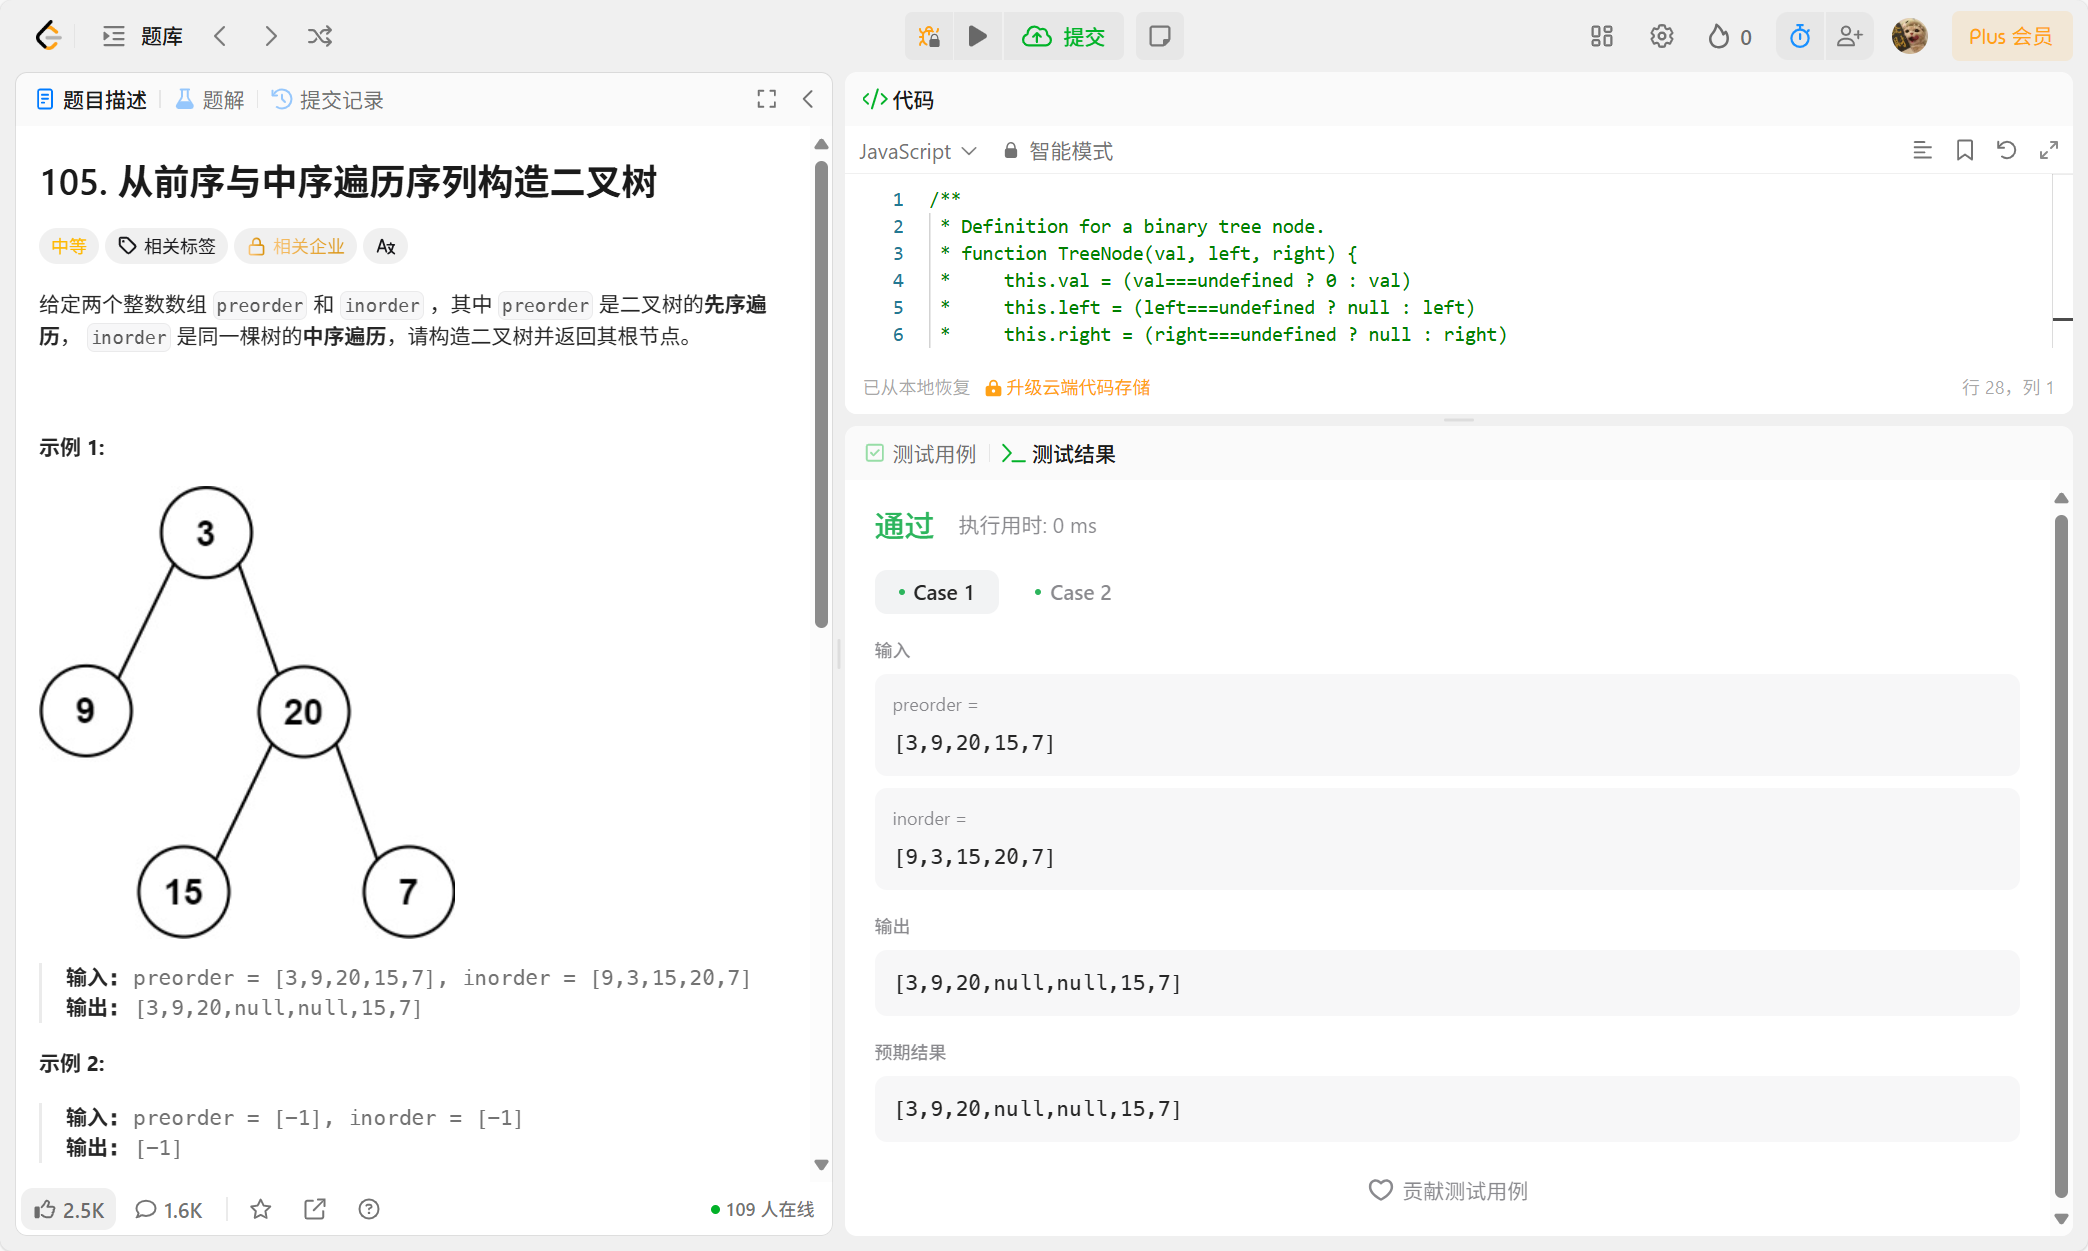 题库
提交
0
Plus 会员
题目描述
题解
提交记录
105. 从前序与中序遍历序列构造二叉树
中等
相关标签
相关企业
给定两个整数数组 preorder 和 inorder ，其中 preorder 是二叉树的先序遍
历， inorder 是同一棵树的中序遍历，请构造二叉树并返回其根节点。
示例 1:
3
9
20
15
7
输入: preorder = [3,9,20,15,7], inorder = [9,3,15,20,7]
输出: [3,9,20,null,null,15,7]
示例 2:
输入: preorder = [-1], inorder = [-1]
输出: [-1]
2.5K
1.6K
109 人在线
</> 代码
JavaScript
智能模式
1 /**
2 * Definition for a binary tree node.
3 * function TreeNode(val, left, right) {
4 *     this.val = (val===undefined ? 0 : val)
5 *     this.left = (left===undefined ? null : left)
6 *     this.right = (right===undefined ? null : right)
已从本地恢复
升级云端代码存储
行 28，列 1
测试用例
测试结果
通过
执行用时: 0 ms
Case 1
Case 2
输入
preorder =
[3,9,20,15,7]
inorder =
[9,3,15,20,7]
输出
[3,9,20,null,null,15,7]
预期结果
[3,9,20,null,null,15,7]
贡献测试用例